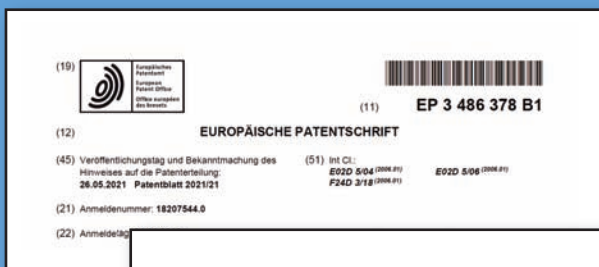 (19)
Europäisches
Patentamt
European
Patent Office
Office européen
des brevets
(11) EP 3 486 378 B1
(12) EUROPÄISCHE PATENTSCHRIFT
(45) Veröffentlichungstag und Bekanntmachung des
Hinweises auf die Patenterteilung:
26.05.2021 Patentblatt 2021/21
(51) Int Cl.:
E02D 5/04 (2006.01) E02D 5/06 (2006.01)
F24D 3/18 (2006.01)
(21) Anmeldenummer: 18207544.0
(22) Anmeldetag